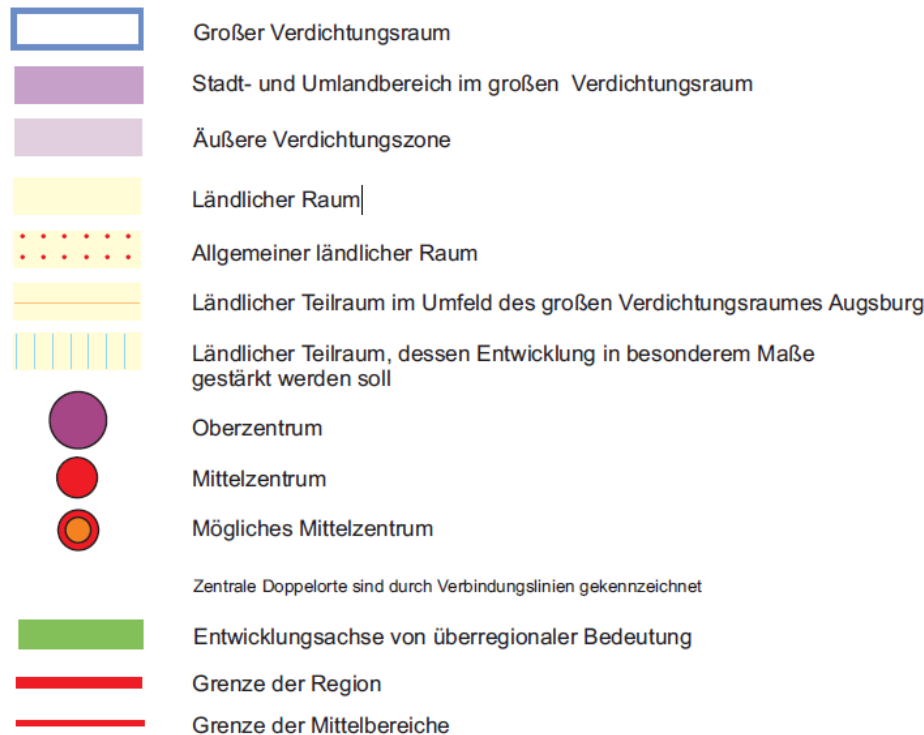 Großer Verdichtungsraum
Stadt- und Umlandbereich im großen Verdichtungsraum
Äußere Verdichtungszone
Ländlicher Raum
Allgemeiner ländlicher Raum
Ländlicher Teilraum im Umfeld des großen Verdichtungsraumes Augsburg
Ländlicher Teilraum, dessen Entwicklung in besonderem Maße
gestärkt werden soll
Oberzentrum
Mittelzentrum
Mögliches Mittelzentrum
Zentrale Doppelorte sind durch Verbindungslinien gekennzeichnet
Entwicklungsachse von überregionaler Bedeutung
Grenze der Region
Grenze der Mittelbereiche